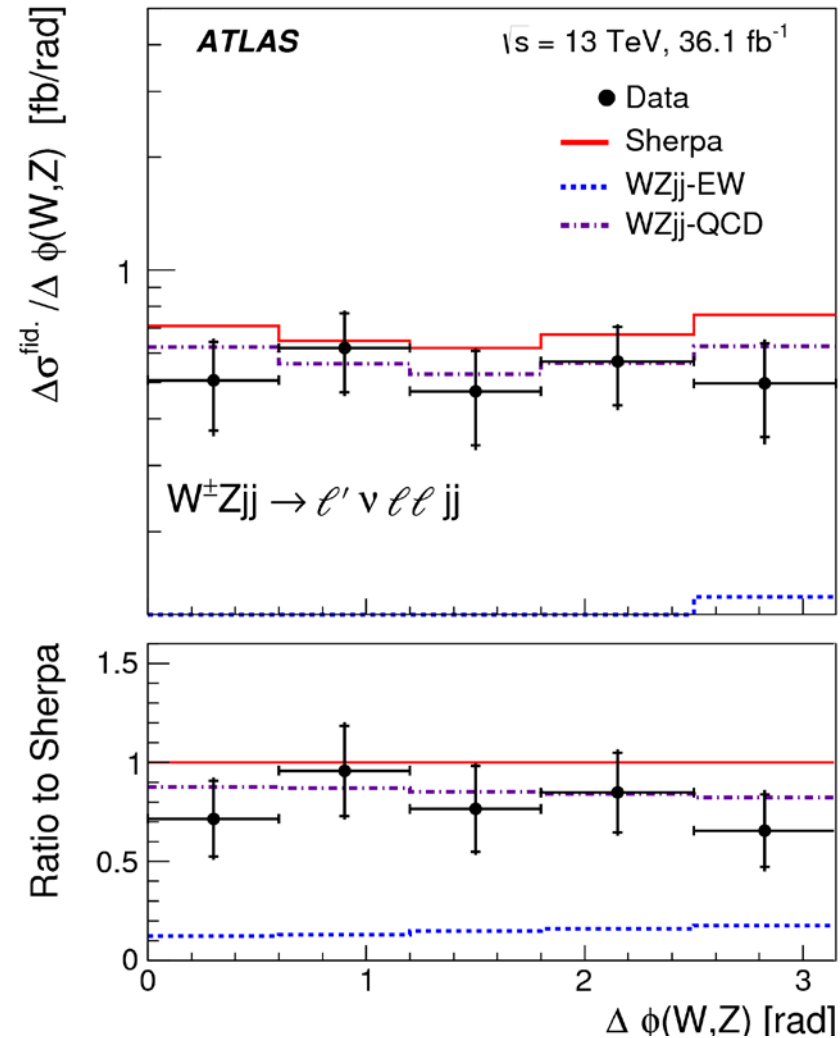 ATLAS
√s = 13 TeV, 36.1 fb⁻¹
Data
Sherpa
WZjj-EW
WZjj-QCD
Δσ^fid. /Δ ϕ(W,Z) [fb/rad]
1
W±Zjj → ℓ′ ν ℓℓ jj
Ratio to Sherpa
1.5
1
0.5
0
0 1 2 3
Δ ϕ(W,Z) [rad]